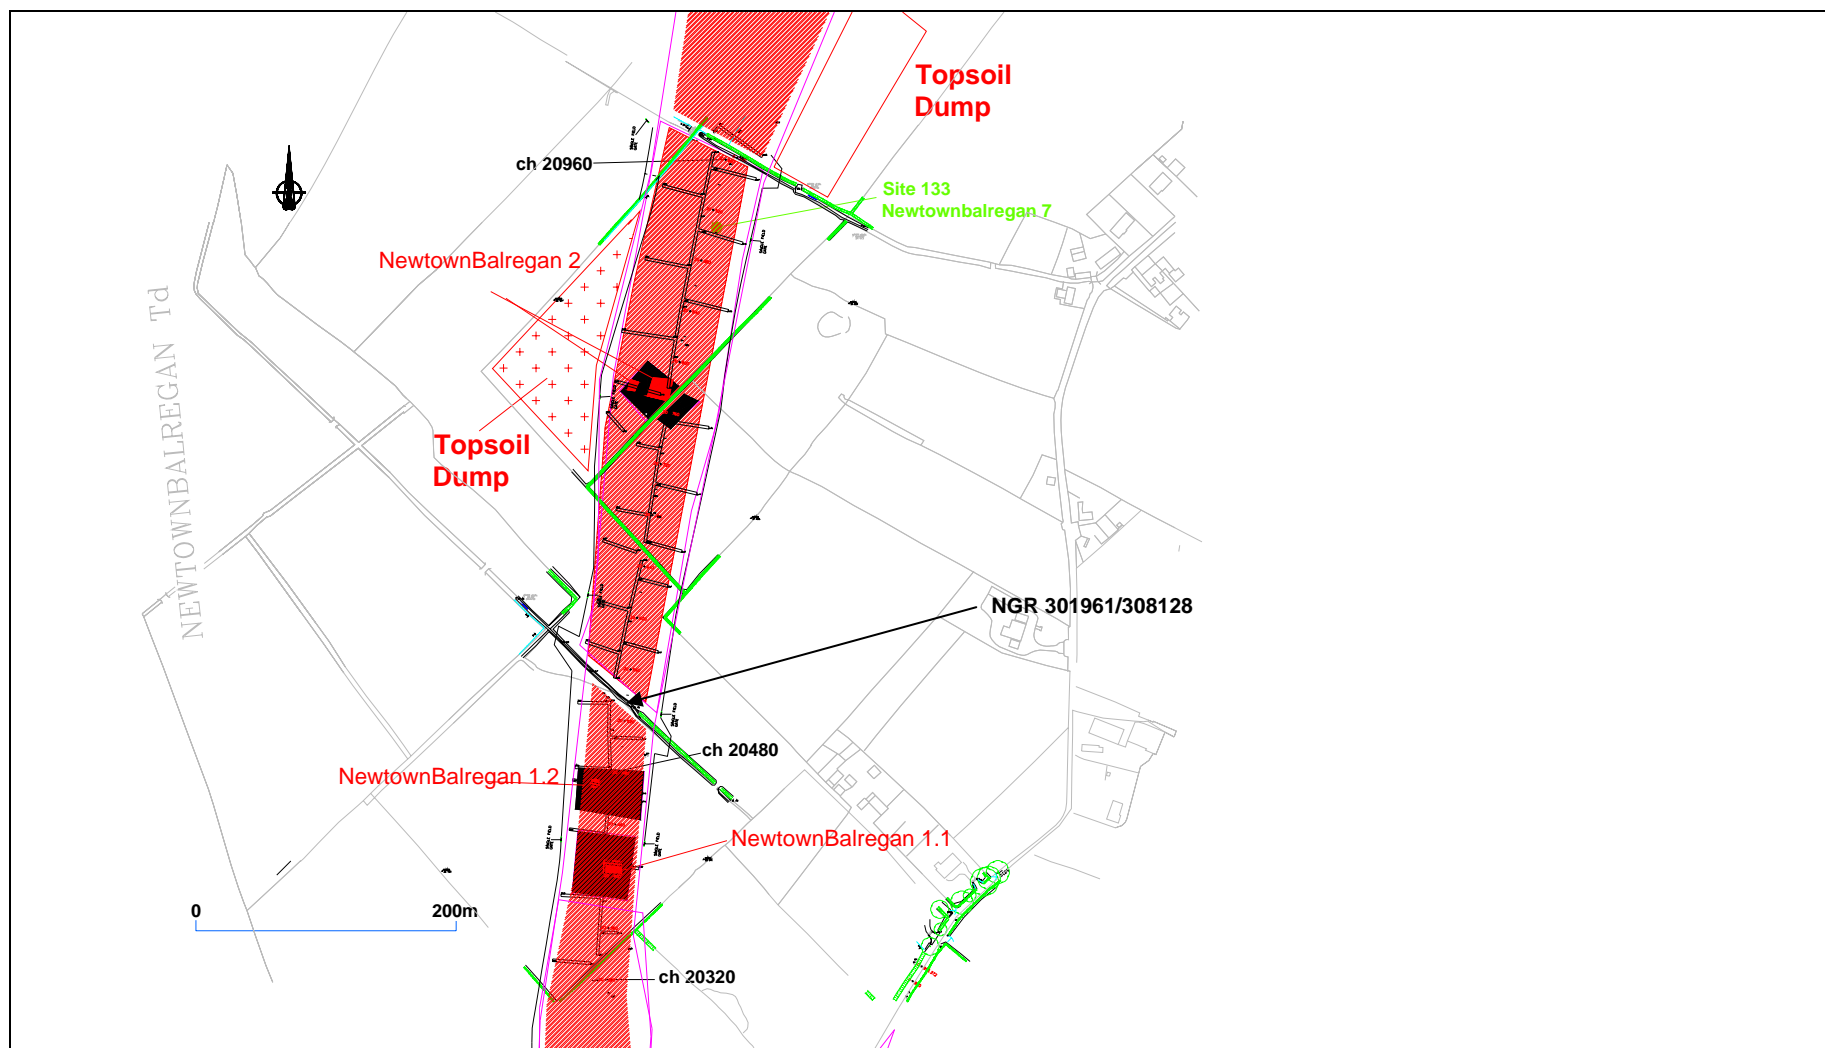 Topsoil
Dump
ch 20960
Site 133
Newtownbalregan 7
NewtownBalregan 2
NEWTOWNBALREGAN Td
Topsoil
Dump
NGR 301961/308128
ch 20480
NewtownBalregan 1.2
NewtownBalregan 1.1
0
200m
ch 20320